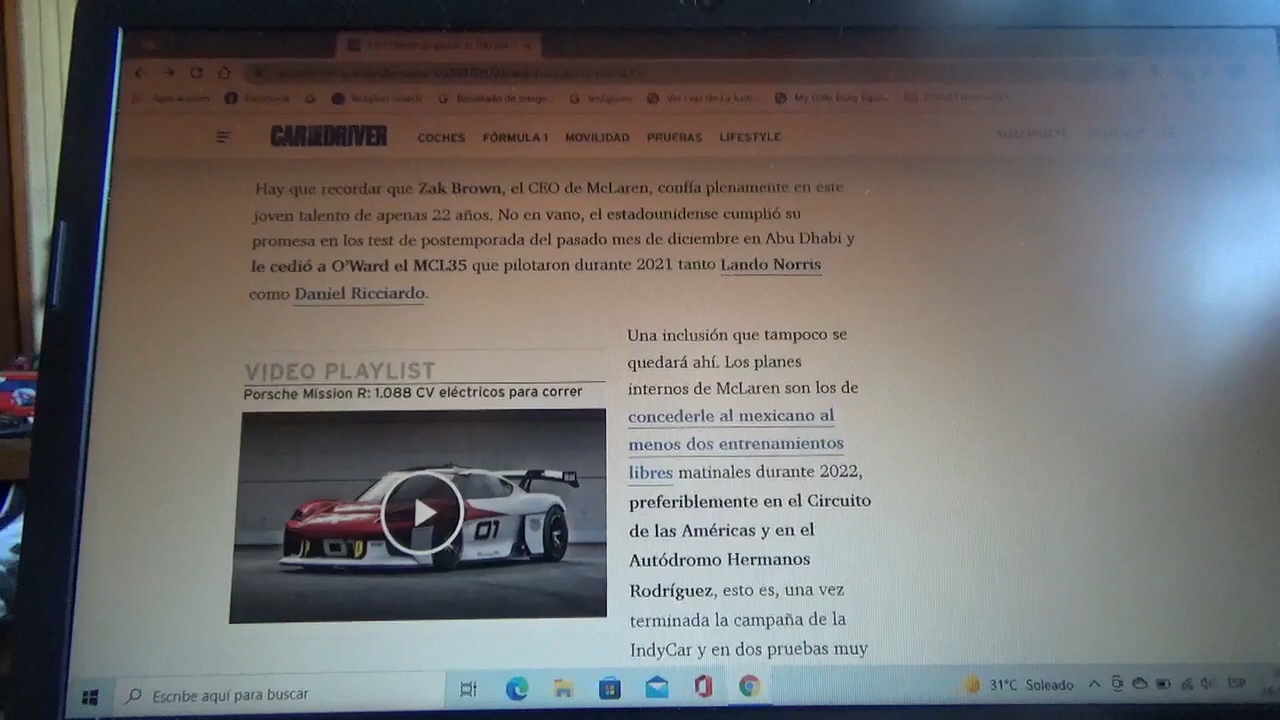 Aplicaciones
Facebook
G
Búsqueda de imáge...
CAR AND DRIVER
COCHES
FÓRMULA 1
MOVILIDAD
PRUEBAS
LIFESTYLE
Hay que recordar que Zak Brown, el CEO de McLaren, confía plenamente en este
joven talento de apenas 22 años. No en vano, el estadounidense cumplió su
promesa en los test de postemporada del pasado mes de diciembre en Abu Dhabi y
le cedió a O'Ward el MCL35 que pilotaron durante 2021 tanto Lando Norris
como Daniel Ricciardo.
VIDEO PLAYLIST
Porsche Mission R: 1.088 CV eléctricos para correr
01
Una inclusión que tampoco se
quedará ahí. Los planes
internos de McLaren son los de
concederle al mexicano al
menos dos entrenamientos
libres matinales durante 2022,
preferiblemente en el Circuito
de las Américas y en el
Autódromo Hermanos
Rodríguez, esto es, una vez
terminada la campaña de la
IndyCar y en dos pruebas muy
Escribe aquí para buscar
31°C Soleado
ESP